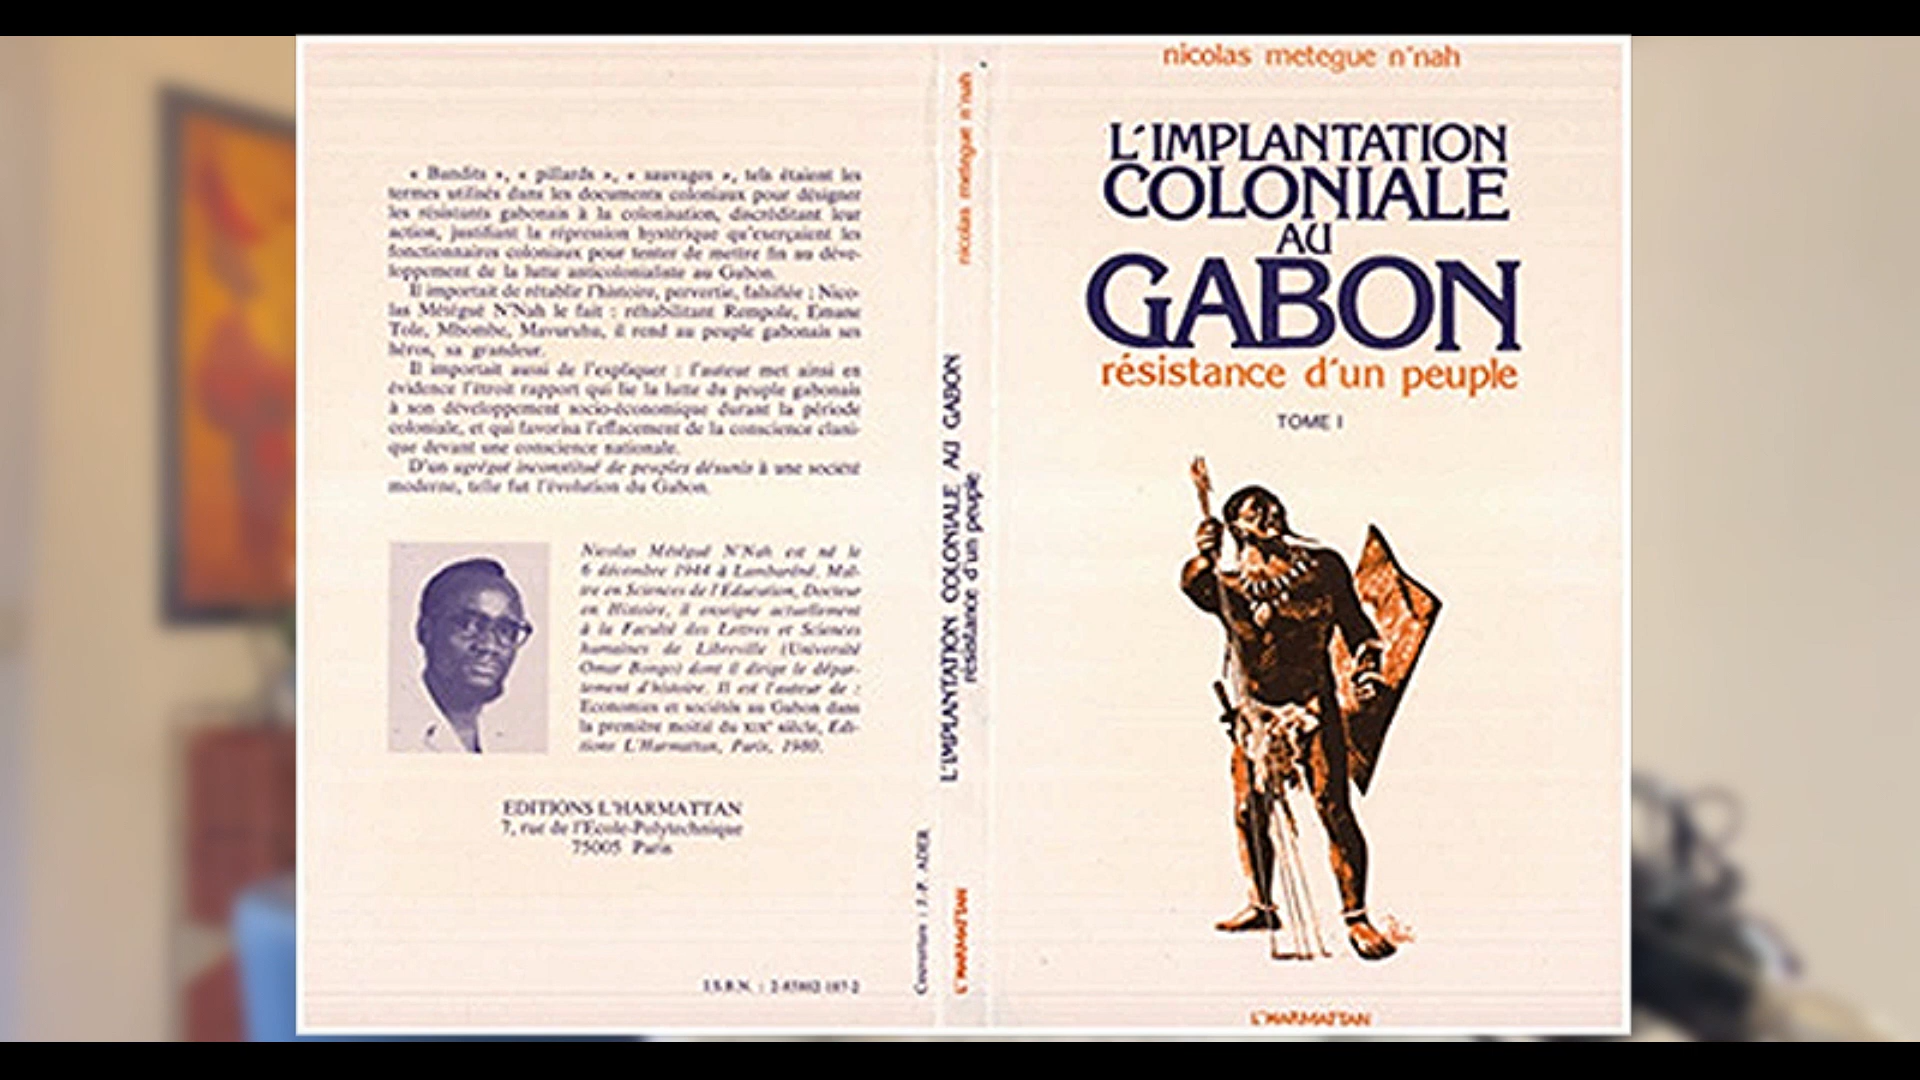 « Bandits », « pillards », « sauvages », tels étaient les
termes utilisés dans les documents coloniaux pour désigner
les résistants gabonais à la colonisation, discréditant leur
action, justifiant la répression hystérique qu'exerçaient les
fonctionnaires coloniaux pour tenter de mettre fin au déve-
loppement de la lutte anticolonialiste au Gabon.
Il importait de rétablir l'histoire, pervertie, falsifiée ; Nico-
las Métégué N'Nah le fait : réhabilitant Rempole, Emane
Tole, Mbombe, Mavurulu, il rend au peuple gabonais ses
héros, sa grandeur.
Il importait aussi de l'expliquer : l'auteur met ainsi en
évidence l'étroit rapport qui lie la lutte du peuple gabonais
à son développement socio-économique durant la période
coloniale, et qui favorisa l'effacement de la conscience clani-
que devant une conscience nationale.
D'un agrégat inconstitué de peuples désunis à une société
moderne, telle fut l'évolution du Gabon.
Nicolas Métégué N'Nah est né le
6 décembre 1944 à Lambaréné. Maî-
tre en Sciences de l'Education, Docteur
en Histoire, il enseigne actuellement
à la Faculté des Lettres et Sciences
humaines de Libreville (Université
Omar Bongo) dont il dirige le dépar-
tement d'histoire. Il est l'auteur de :
Economies et sociétés au Gabon dans
la première moitié du XIXe siècle, Edi-
tions L'Harmattan, Paris, 1980.
EDITIONS L'HARMATTAN
7, rue de l'Ecole-Polytechnique
75005 Paris
I.S.B.N. : 2-85802-187-2
Couverture : J.P. ADER
nicolas metegue n'nah
L'IMPLANTATION COLONIALE AU GABON
résistance d'un peuple
L'HARMATTAN
nicolas metegue n'nah
L'IMPLANTATION
COLONIALE
AU
GABON
résistance d'un peuple
TOME I
L'HARMATTAN